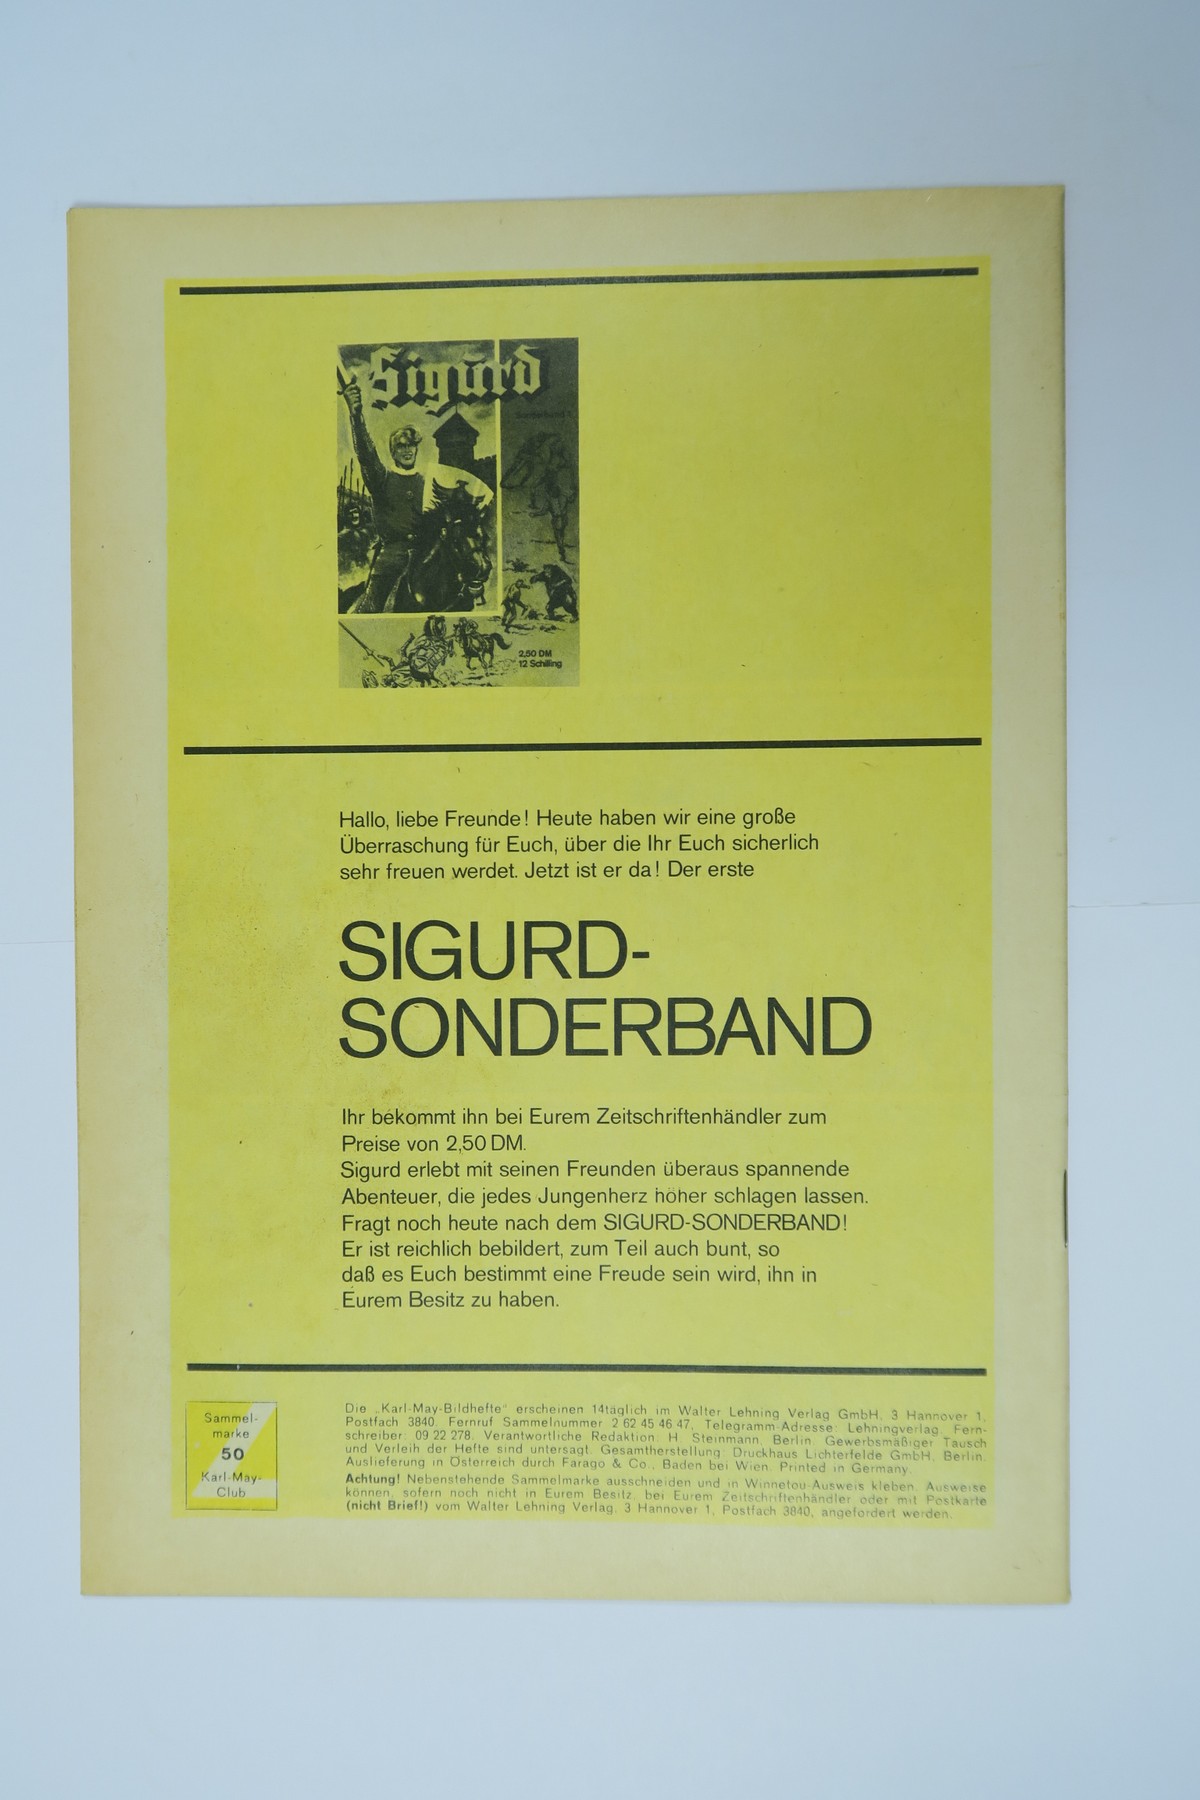 Sigurd
Sonderband 1
2,50 DM
12 Schilling
Hallo, liebe Freunde! Heute haben wir eine große
Überraschung für Euch, über die Ihr Euch sicherlich
sehr freuen werdet. Jetzt ist er da! Der erste
SIGURD-
SONDERBAND
Ihr bekommt ihn bei Eurem Zeitschriftenhändler zum
Preise von 2,50 DM.
Sigurd erlebt mit seinen Freunden überaus spannende
Abenteuer, die jedes Jungenherz höher schlagen lassen.
Fragt noch heute nach dem SIGURD-SONDERBAND!
Er ist reichlich bebildert, zum Teil auch bunt, so
daß es Euch bestimmt eine Freude sein wird, ihn in
Eurem Besitz zu haben.
Sammel-
marke
50
Karl-May-
Club
Die „Karl-May-Bildhefte“ erscheinen 14täglich im Walter Lehning Verlag GmbH, 3 Hannover 1,
Postfach 3840. Fernruf Sammelnummer 2 62 45 46 47, Telegramm-Adresse: Lehningverlag, Fern-
schreiber: 09 22 278. Verantwortliche Redaktion: H. Steinmann, Berlin. Gewerbsmäßiger Tausch
und Verleih der Hefte sind untersagt. Gesamtherstellung: Druckhaus Lichterfelde GmbH, Berlin.
Auslieferung in Österreich durch Farago & Co., Baden bei Wien. Printed in Germany.
Achtung! Nebenstehende Sammelmarke ausschneiden und in Winnetou-Ausweis kleben. Ausweise
können, sofern noch nicht in Eurem Besitz, bei Eurem Zeitschriftenhändler oder mit Postkarte
(nicht Brief!) vom Walter Lehning Verlag, 3 Hannover 1, Postfach 3840, angefordert werden.